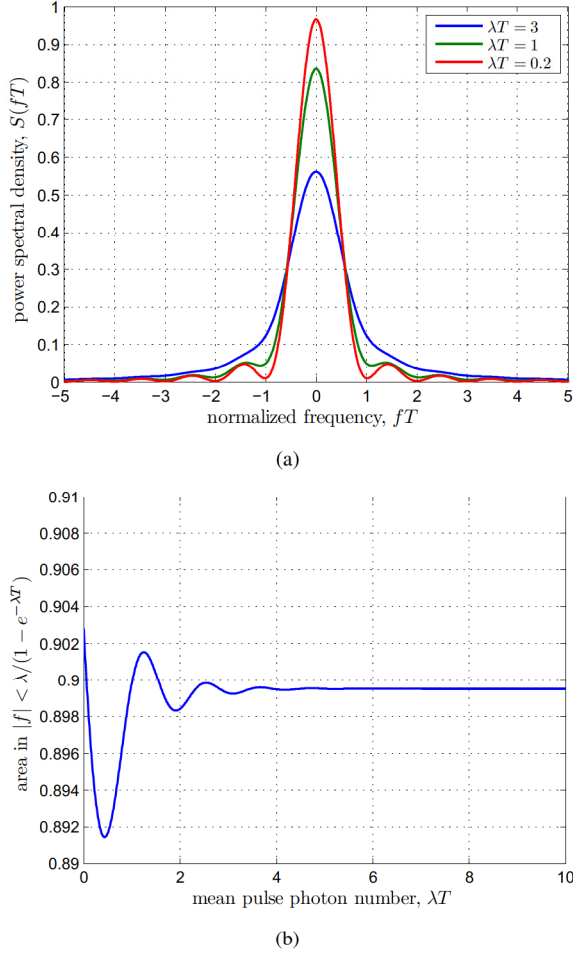 power spectral density, S(fT)
1
0.9
0.8
0.7
0.6
0.5
0.4
0.3
0.2
0.1
0
λT = 3
λT = 1
λT = 0.2
−5 −4 −3 −2 −1 0 1 2 3 4 5
normalized frequency, fT
(a)
area in |f| < λ/(1 − e^{−λT})
0.91
0.908
0.906
0.904
0.902
0.9
0.898
0.896
0.894
0.892
0.89
0 2 4 6 8 10
mean pulse photon number, λT
(b)